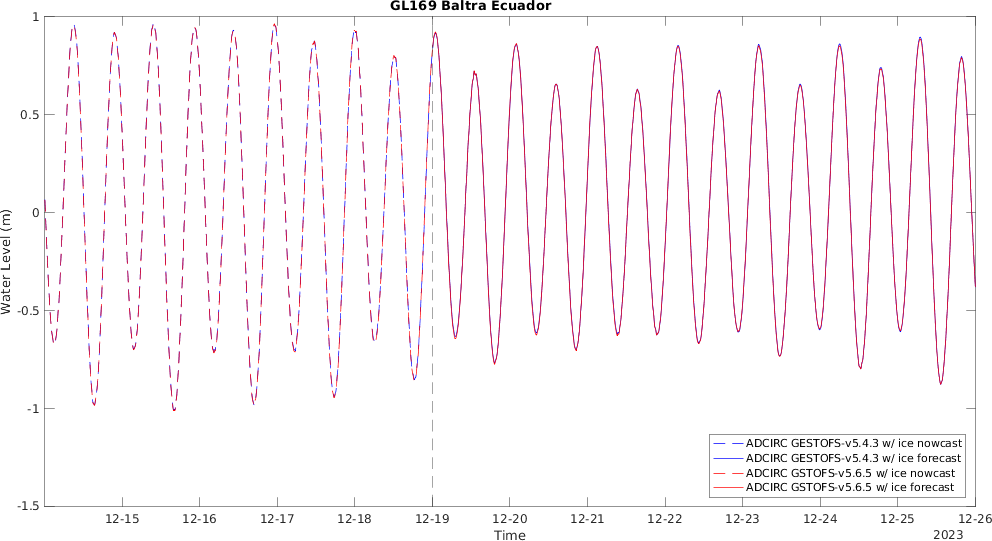 GL169 Baltra Ecuador
1
0.5
0
-0.5
-1
-1.5
Water Level (m)
ADCIRC GESTOFS-v5.4.3 w/ ice nowcast
ADCIRC GESTOFS-v5.4.3 w/ ice forecast
ADCIRC GSTOFS-v5.6.5 w/ ice nowcast
ADCIRC GSTOFS-v5.6.5 w/ ice forecast
12-15 12-16 12-17 12-18 12-19 12-20 12-21 12-22 12-23 12-24 12-25 12-26
Time
2023